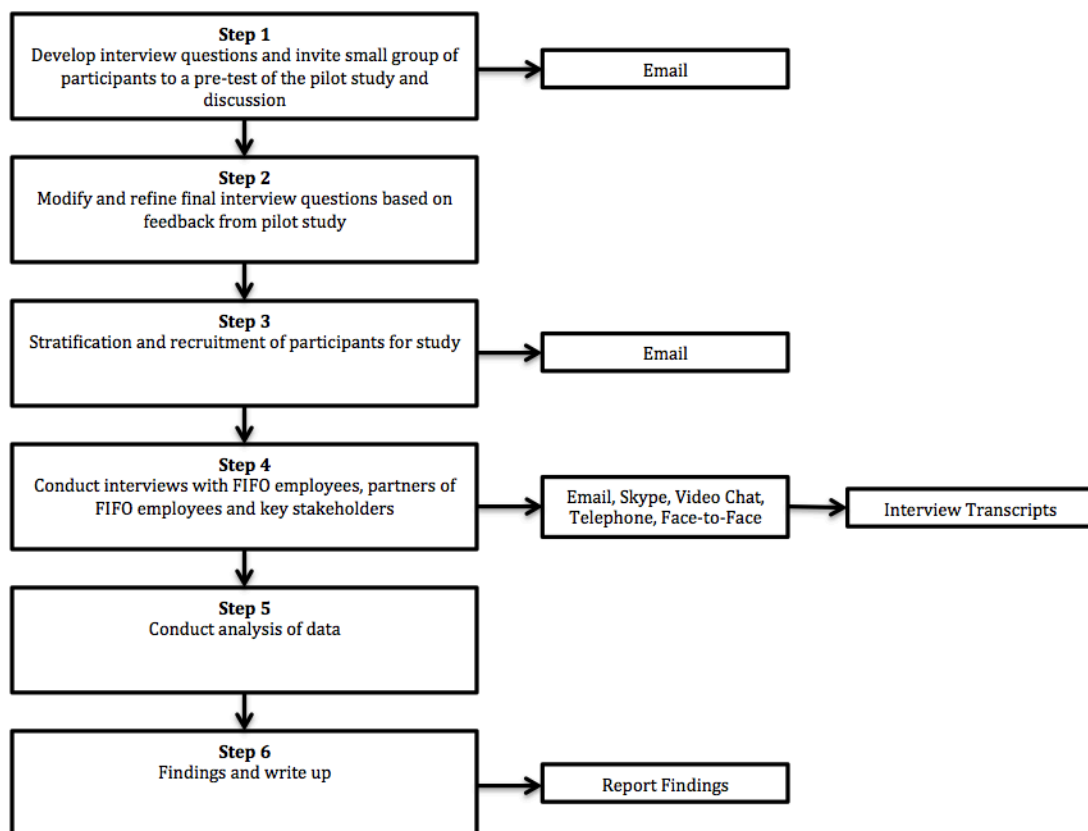 Step 1
Develop interview questions and invite small group of
participants to a pre-test of the pilot study and
discussion
Email
Step 2
Modify and refine final interview questions based on
feedback from pilot study
Step 3
Stratification and recruitment of participants for study
Email
Step 4
Conduct interviews with FIFO employees, partners of
FIFO employees and key stakeholders
Email, Skype, Video Chat,
Telephone, Face-to-Face
Interview Transcripts
Step 5
Conduct analysis of data
Step 6
Findings and write up
Report Findings